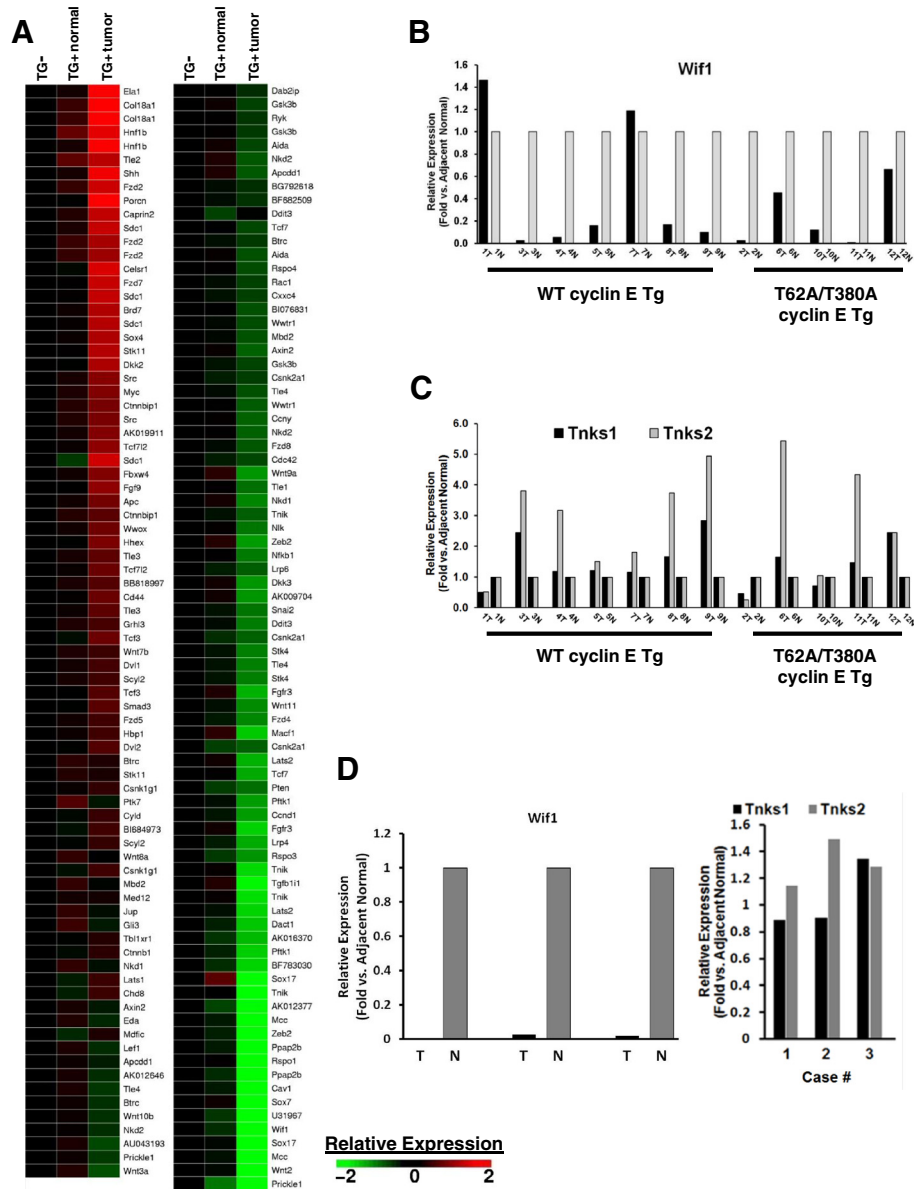 A
TG-
TG+ normal
TG+ tumor
Ela1
Col18a1
Col18a1
Hnf1b
Hnf1b
Tle2
Shh
Fzd2
Porcn
Caprin2
Sdc1
Fzd2
Fzd2
Celsr1
Fzd7
Sdc1
Brd7
Sdc1
Sox4
Stk11
Dkk2
Src
Myc
Ctnnbip1
Src
AK019911
Tcf7l2
Sdc1
Fbxw4
Fgf9
Apc
Ctnnbip1
Wwox
Hhex
Tle3
Tcf7l2
BB818997
Cd44
Tle3
Grhl3
Tcf3
Wnt7b
Dvl1
Scyl2
Tcf3
Smad3
Fzd5
Hbp1
Dvl2
Btrc
Stk11
Csnk1g1
Ptk7
Cyld
BI684973
Scyl2
Wnt8a
Csnk1g1
Mbd2
Med12
Jup
Gli3
Tbl1xr1
Ctnnb1
Nkd1
Lats1
Chd8
Axin2
Eda
Mdfic
Lef1
Apcdd1
AK012646
Tle4
Btrc
Wnt10b
Nkd2
AU043193
Prickle1
Wnt3a
TG-
TG+ normal
TG+ tumor
Dab2ip
Gsk3b
Ryk
Gsk3b
Aida
Nkd2
Apcdd1
BG792618
BF682509
Ddit3
Tcf7
Btrc
Aida
Rspo4
Rac1
Cxxc4
BI076831
Wwtr1
Mbd2
Axin2
Gsk3b
Csnk2a1
Tle4
Wwtr1
Ccny
Nkd2
Fzd8
Cdc42
Wnt9a
Tle1
Nkd1
Tnik
Nlk
Zeb2
Nfkb1
Lrp6
Dkk3
AK009704
Snai2
Ddit3
Csnk2a1
Stk4
Tle4
Stk4
Fgfr3
Wnt11
Fzd4
Macf1
Csnk2a1
Lats2
Tcf7
Pten
Pftk1
Ccnd1
Fgfr3
Lrp4
Rspo3
Tnik
Tgfb1i1
Tnik
Lats2
Dact1
AK016370
Pftk1
BF783030
Sox17
Tnik
AK012377
Mcc
Zeb2
Ppap2b
Rspo1
Ppap2b
Cav1
Sox7
U31967
Wif1
Sox17
Mcc
Wnt2
Prickle1
Relative Expression
−2 0 2
B
Wif1
Relative Expression
(Fold vs. Adjacent Normal)
1.6
1.4
1.2
1.0
0.8
0.6
0.4
0.2
0.0
1T 1N 3T 3N 4T 4N 5T 5N 7T 7N 8T 8N 9T 9N 2T 2N 6T 6N 10T 10N 11T 11N 12T 12N
WT cyclin E Tg
T62A/T380A
cyclin E Tg
C
Tnks1 Tnks2
Relative Expression
(Fold vs. Adjacent Normal)
6.0
5.0
4.0
3.0
2.0
1.0
0.0
1T 1N 3T 3N 4T 4N 5T 5N 7T 7N 8T 8N 9T 9N 2T 2N 6T 6N 10T 10N 11T 11N 12T 12N
WT cyclin E Tg
T62A/T380A
cyclin E Tg
D
Wif1
Relative Expression
(Fold vs. Adjacent Normal)
1.2
1
0.8
0.6
0.4
0.2
0
T N T N T N
Tnks1 Tnks2
Relative Expression
(Fold vs. Adjacent Normal)
1.6
1.4
1.2
1
0.8
0.6
0.4
0.2
0
1 2 3
Case #